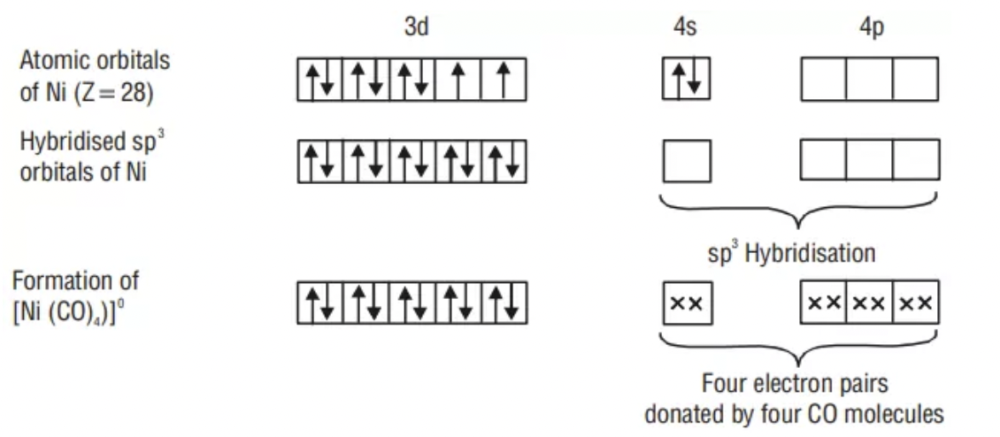 3d 4s 4p
Atomic orbitals
of Ni (Z = 28)
Hybridised sp³
orbitals of Ni
sp³ Hybridisation
Formation of
[Ni (CO)₄)]⁰
×× ×× ×× ××
Four electron pairs
donated by four CO molecules